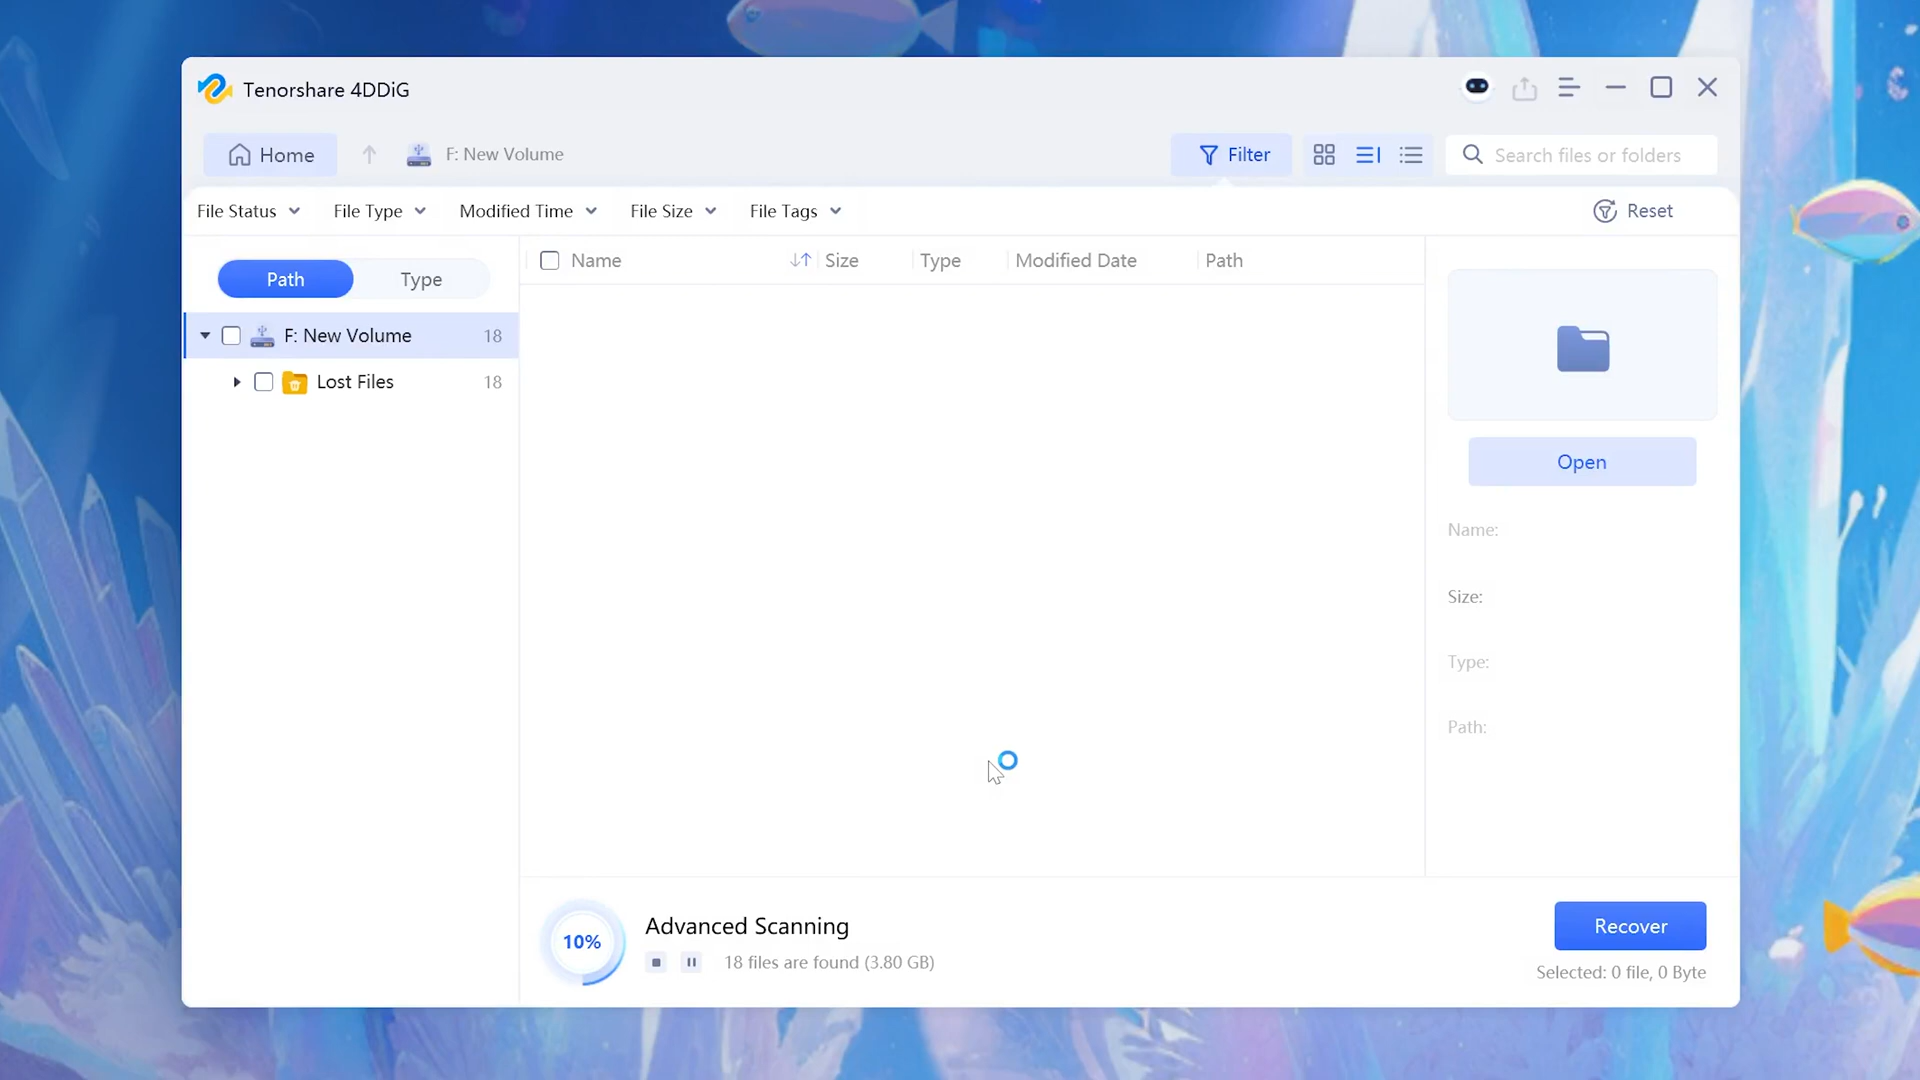 Tenorshare 4DDiG
Home
F: New Volume
Filter
Search files or folders
File Status
File Type
Modified Time
File Size
File Tags
Reset
Path
Type
Name
Size
Type
Modified Date
Path
F: New Volume 18
Lost Files 18
Open
Name:
Size:
Type:
Path:
10%
Advanced Scanning
18 files are found (3.80 GB)
Recover
Selected: 0 file, 0 Byte